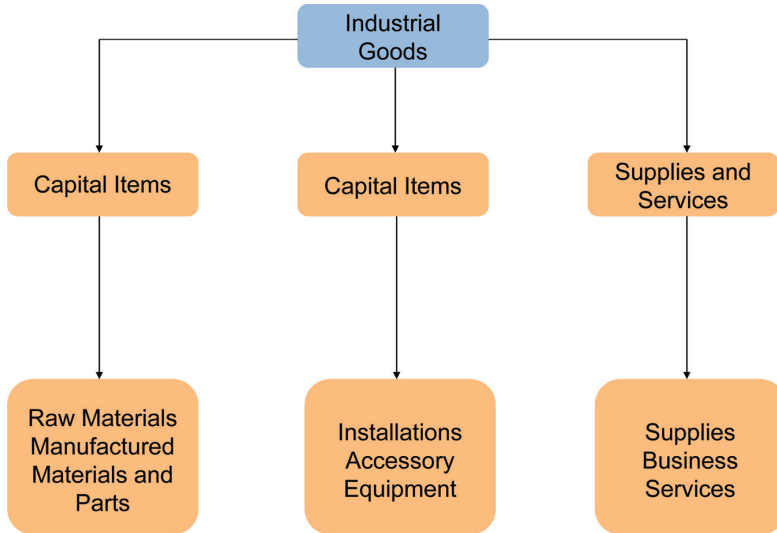 Industrial
Goods
Capital Items
Capital Items
Supplies and
Services
Raw Materials
Manufactured
Materials and
Parts
Installations
Accessory
Equipment
Supplies
Business
Services